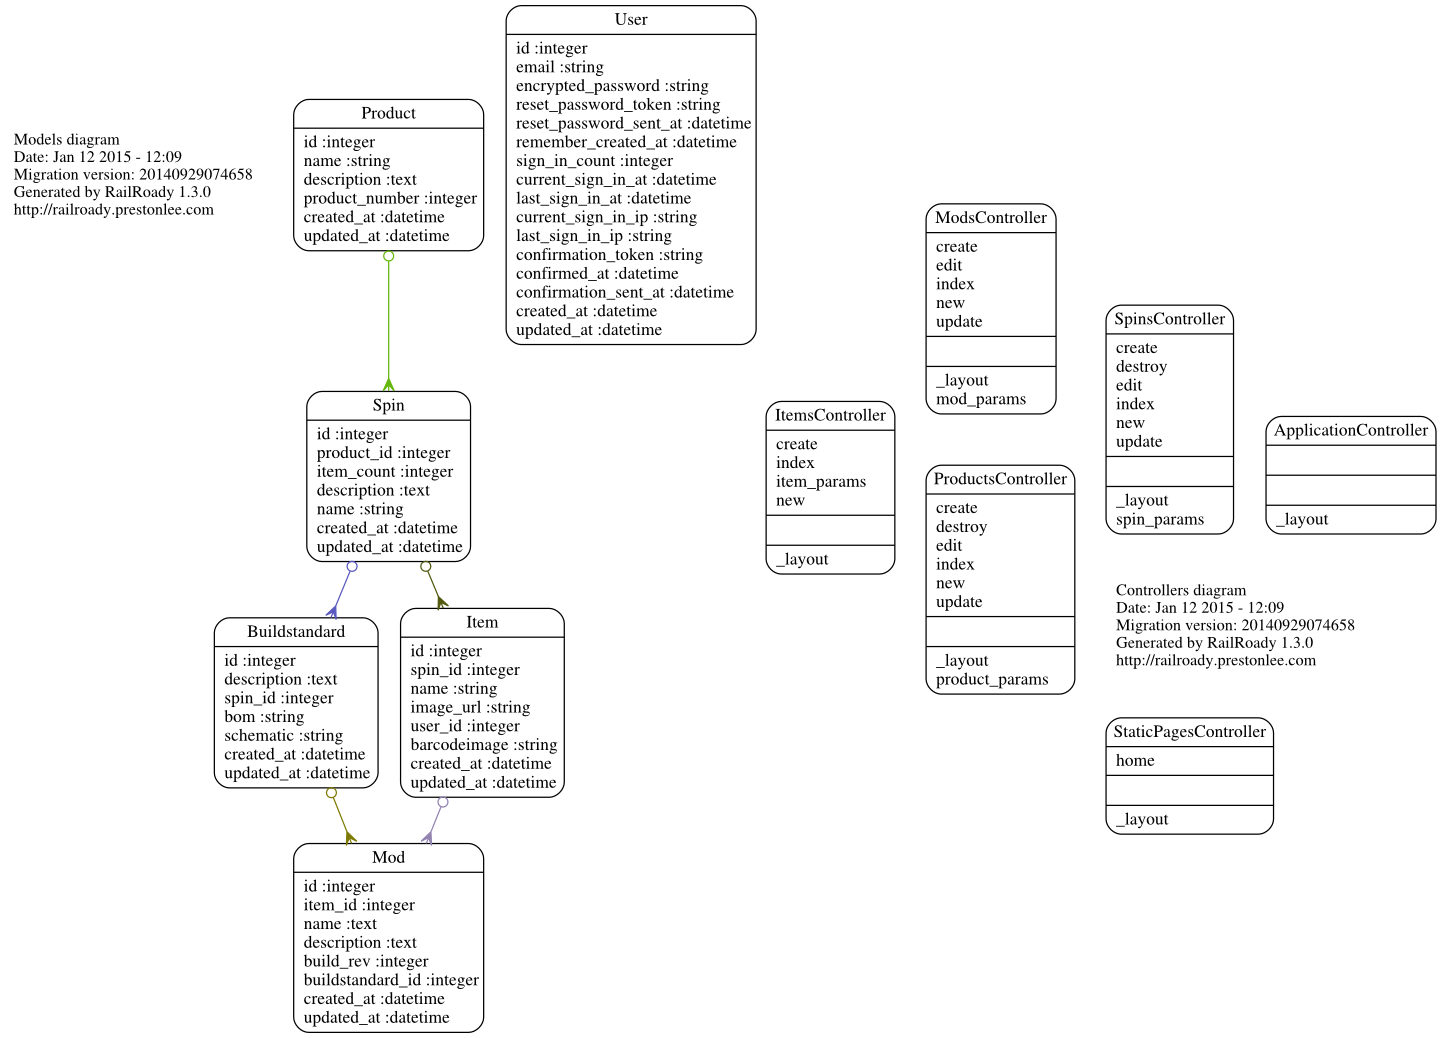 Models diagram
Date: Jan 12 2015 - 12:09
Migration version: 20140929074658
Generated by RailRoady 1.3.0
http://railroady.prestonlee.com
Product
id :integer
name :string
description :text
product_number :integer
created_at :datetime
updated_at :datetime
User
id :integer
email :string
encrypted_password :string
reset_password_token :string
reset_password_sent_at :datetime
remember_created_at :datetime
sign_in_count :integer
current_sign_in_at :datetime
last_sign_in_at :datetime
current_sign_in_ip :string
last_sign_in_ip :string
confirmation_token :string
confirmed_at :datetime
confirmation_sent_at :datetime
created_at :datetime
updated_at :datetime
Spin
id :integer
product_id :integer
item_count :integer
description :text
name :string
created_at :datetime
updated_at :datetime
Buildstandard
id :integer
description :text
spin_id :integer
bom :string
schematic :string
created_at :datetime
updated_at :datetime
Item
id :integer
spin_id :integer
name :string
image_url :string
user_id :integer
barcodeimage :string
created_at :datetime
updated_at :datetime
Mod
id :integer
item_id :integer
name :text
description :text
build_rev :integer
buildstandard_id :integer
created_at :datetime
updated_at :datetime
ItemsController
create
index
item_params
new
_layout
ModsController
create
edit
index
new
update
_layout
mod_params
ProductsController
create
destroy
edit
index
new
update
_layout
product_params
SpinsController
create
destroy
edit
index
new
update
_layout
spin_params
ApplicationController
_layout
Controllers diagram
Date: Jan 12 2015 - 12:09
Migration version: 20140929074658
Generated by RailRoady 1.3.0
http://railroady.prestonlee.com
StaticPagesController
home
_layout